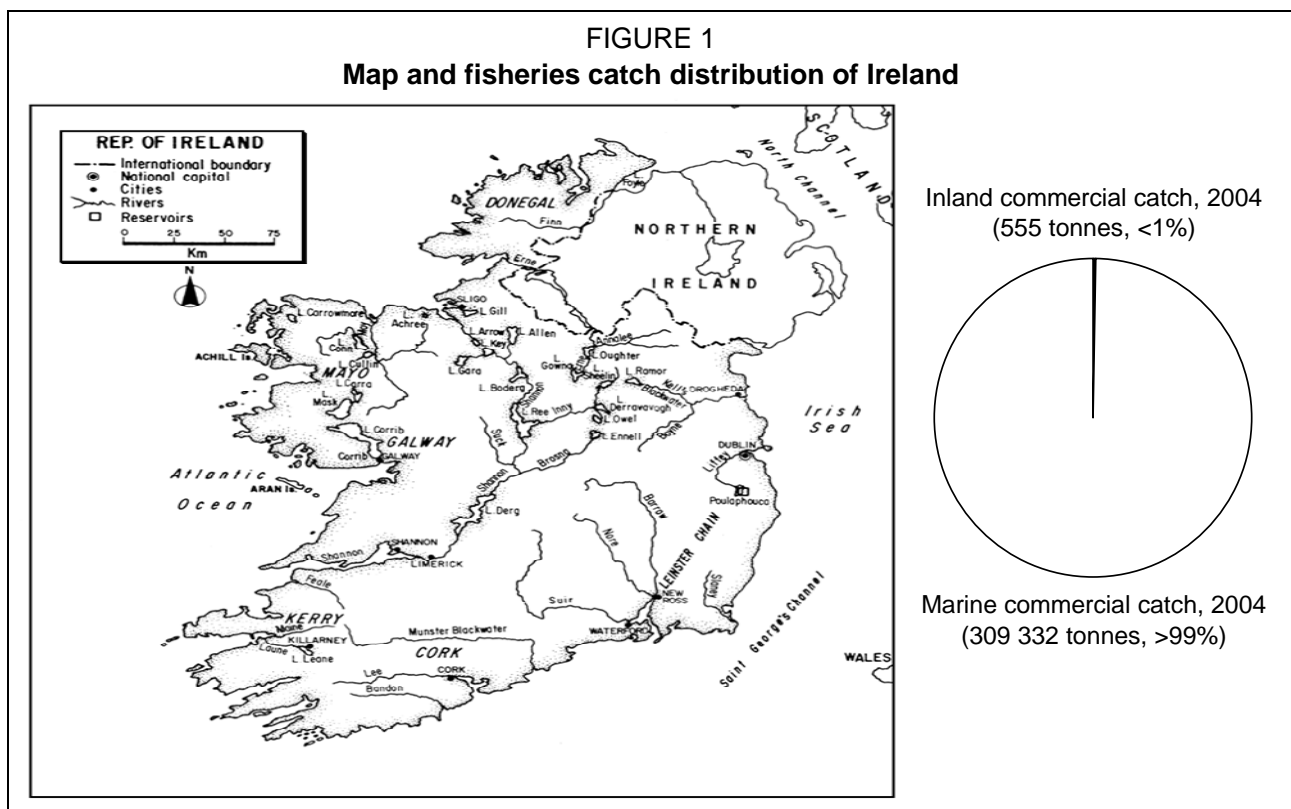 FIGURE 1
Map and fisheries catch distribution of Ireland
REP. OF IRELAND
International boundary
National capital
Cities
Rivers
Reservoirs
0 25 50 75
Km
N
SCOTLAND
North Channel
L. Foyle
DONEGAL
Finn
NORTHERN
IRELAND
Erne
SLIGO
L. Gill
L. Carrowmore
L. Achree
L. Arrow
L. Allen
L. Key
Annalee
L. Conn
Moy
L. Cullin
ACHILL Is.
MAYO
L. Gara
L. Gowna
Erne
L. Oughter
L. Sheelin
L. Ramor
L. Carra
L. Mask
L. Boderg
Shannon
Kells Blackwater
DROGHEDA
L. Ree
Inny
L. Derravavagh
L. Owel
L. Ennell
Boyne
Irish
Sea
L. Corrib
GALWAY
Corrib
GALWAY
Suck
Brosna
DUBLIN
Liffey
Atlantic
Ocean
ARAN Is.
Shannon
Poulaphouca
L. Derg
Barrow
Nore
LEINSTER CHAIN
Slaney
SHANNON
Shannon
LIMERICK
Feale
Suir
NEW ROSS
WATERFORD
Saint George's Channel
KERRY
Maine
KILLARNEY
Laune
L. Leane
Munster Blackwater
CORK
Lee
CORK
Bandon
WALES
Inland commercial catch, 2004
(555 tonnes, <1%)
Marine commercial catch, 2004
(309 332 tonnes, >99%)